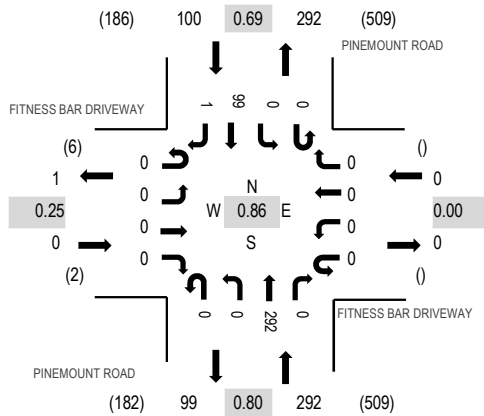 (186) 100 0.69 292 (509)
PINEMOUNT ROAD
FITNESS BAR DRIVEWAY
1 99 0 0
(6) 0 0 ()
1 0
0 N 0
0.25 W 0.86 E 0.00
0 S 0
0 0
0 0
(2) ()
0 0 292 0
FITNESS BAR DRIVEWAY
PINEMOUNT ROAD
(182) 99 0.80 292 (509)